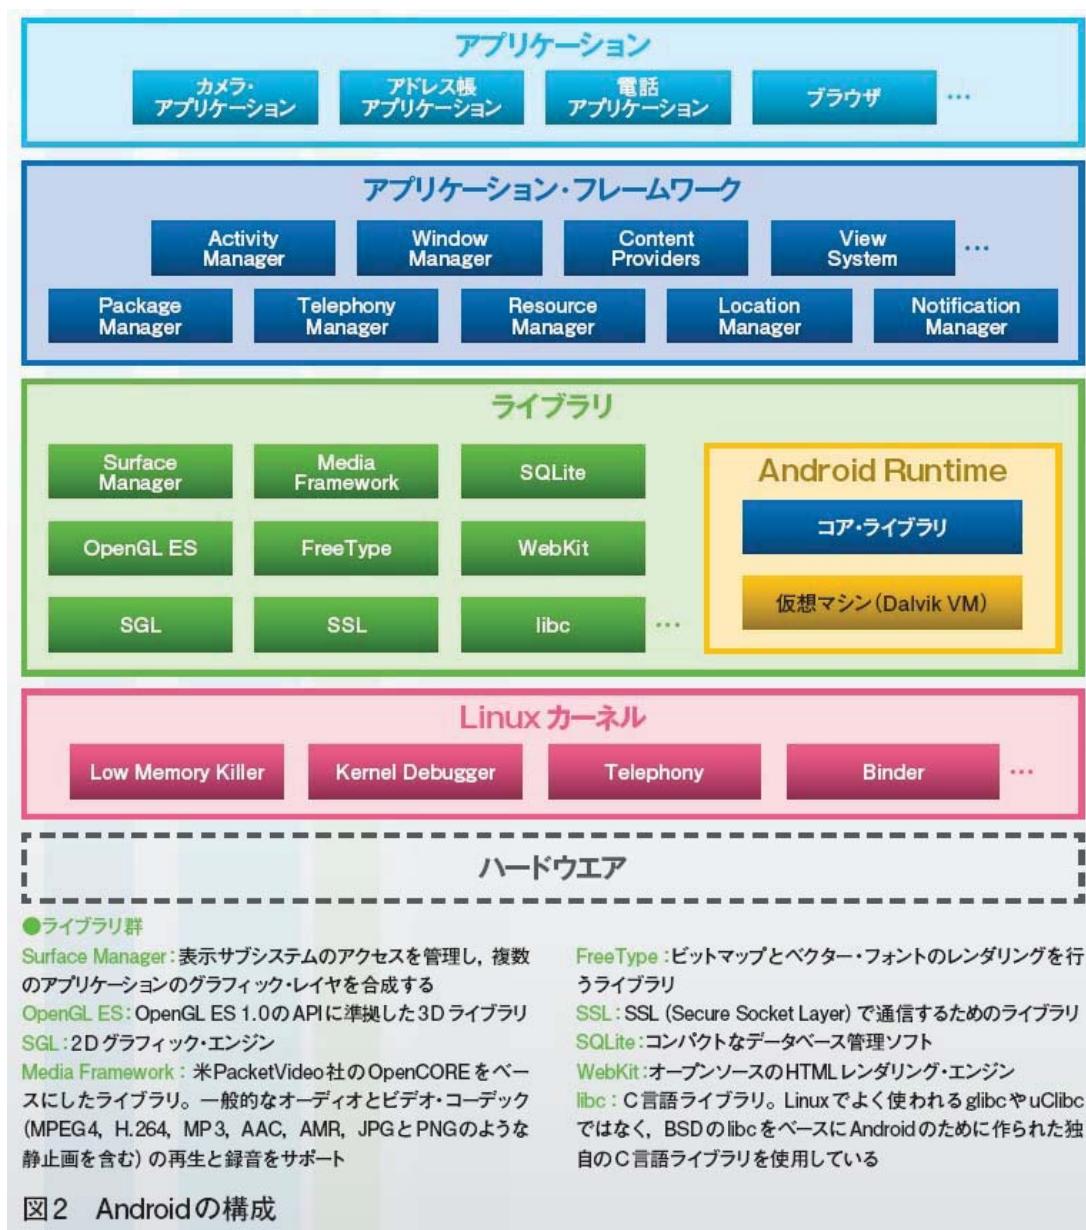 アプリケーション
カメラ・
アプリケーション
アドレス帳
アプリケーション
電話
アプリケーション
ブラウザ
…
アプリケーション・フレームワーク
Activity
Manager
Window
Manager
Content
Providers
View
System
…
Package
Manager
Telephony
Manager
Resource
Manager
Location
Manager
Notification
Manager
ライブラリ
Surface
Manager
Media
Framework
SQLite
OpenGL ES
FreeType
WebKit
SGL
SSL
libc
…
Android Runtime
コア・ライブラリ
仮想マシン(Dalvik VM)
Linux カーネル
Low Memory Killer
Kernel Debugger
Telephony
Binder
…
ハードウエア
●ライブラリ群
Surface Manager：表示サブシステムのアクセスを管理し，複数
のアプリケーションのグラフィック・レイヤを合成する
OpenGL ES：OpenGL ES 1.0のAPIに準拠した3Dライブラリ
SGL：2Dグラフィック・エンジン
Media Framework：米PacketVideo社のOpenCOREをベー
スにしたライブラリ。一般的なオーディオとビデオ・コーデック
(MPEG4，H.264，MP3，AAC，AMR，JPGとPNGのような
静止画を含む) の再生と録音をサポート
FreeType：ビットマップとベクター・フォントのレンダリングを行
うライブラリ
SSL：SSL (Secure Socket Layer) で通信するためのライブラリ
SQLite：コンパクトなデータベース管理ソフト
WebKit：オープンソースのHTMLレンダリング・エンジン
libc：C言語ライブラリ。Linuxでよく使われるglibcやuClibc
ではなく，BSDのlibcをベースにAndroidのために作られた独
自のC言語ライブラリを使用している
図2 Androidの構成